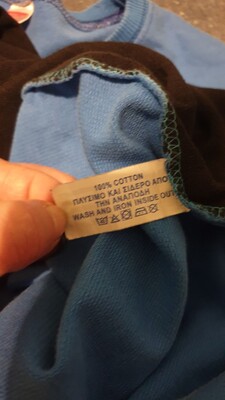 100% COTTON
ΠΛΥΣΙΜΟ ΚΑΙ ΣΙΔΕΡΟ ΑΠΟ
ΤΗΝ ΑΝΑΠΟΔΗ
WASH AND IRON INSIDE OUT